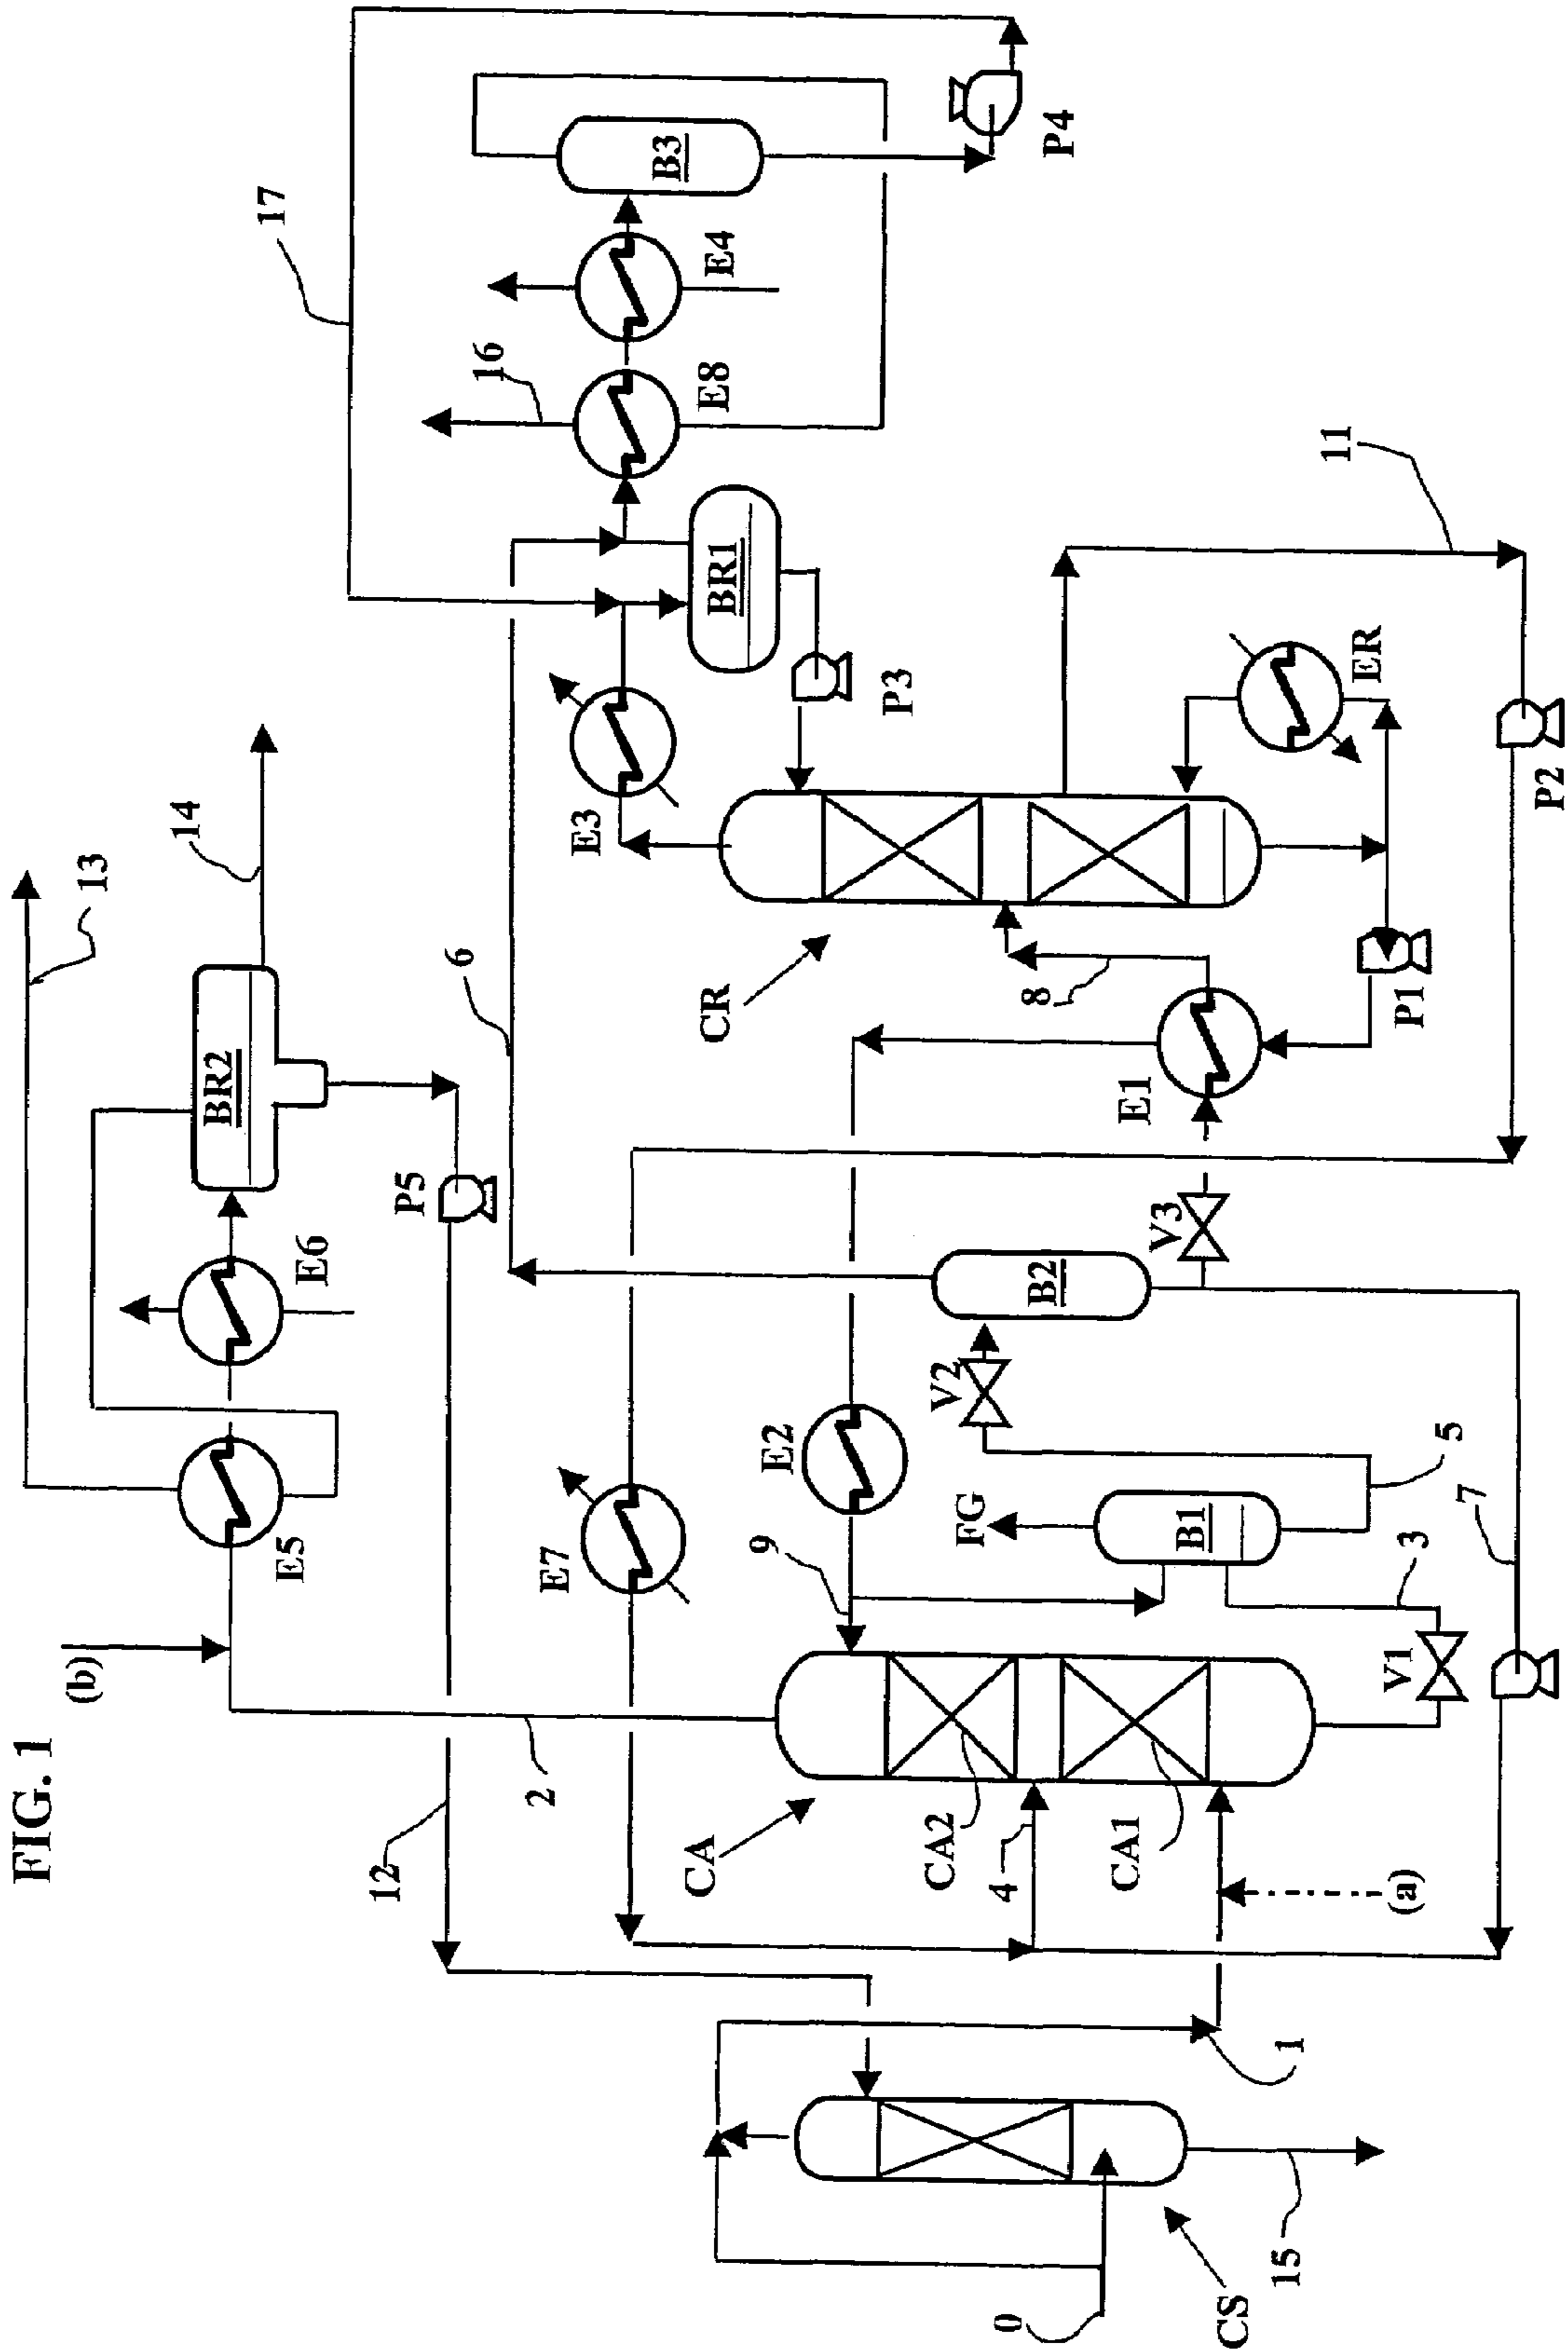 FIG. 1
(b)
13
14
BR2
E5
E6
P5
12
2
6
17
16
E8
E4
B3
P4
BR1
E3
P3
CR
ER
11
P2
P1
8
E1
V3
B2
V2
E2
E7
9
FG
B1
5
3
7
V1
CA
CA2
4
CA1
(a)
1
0
CS
15